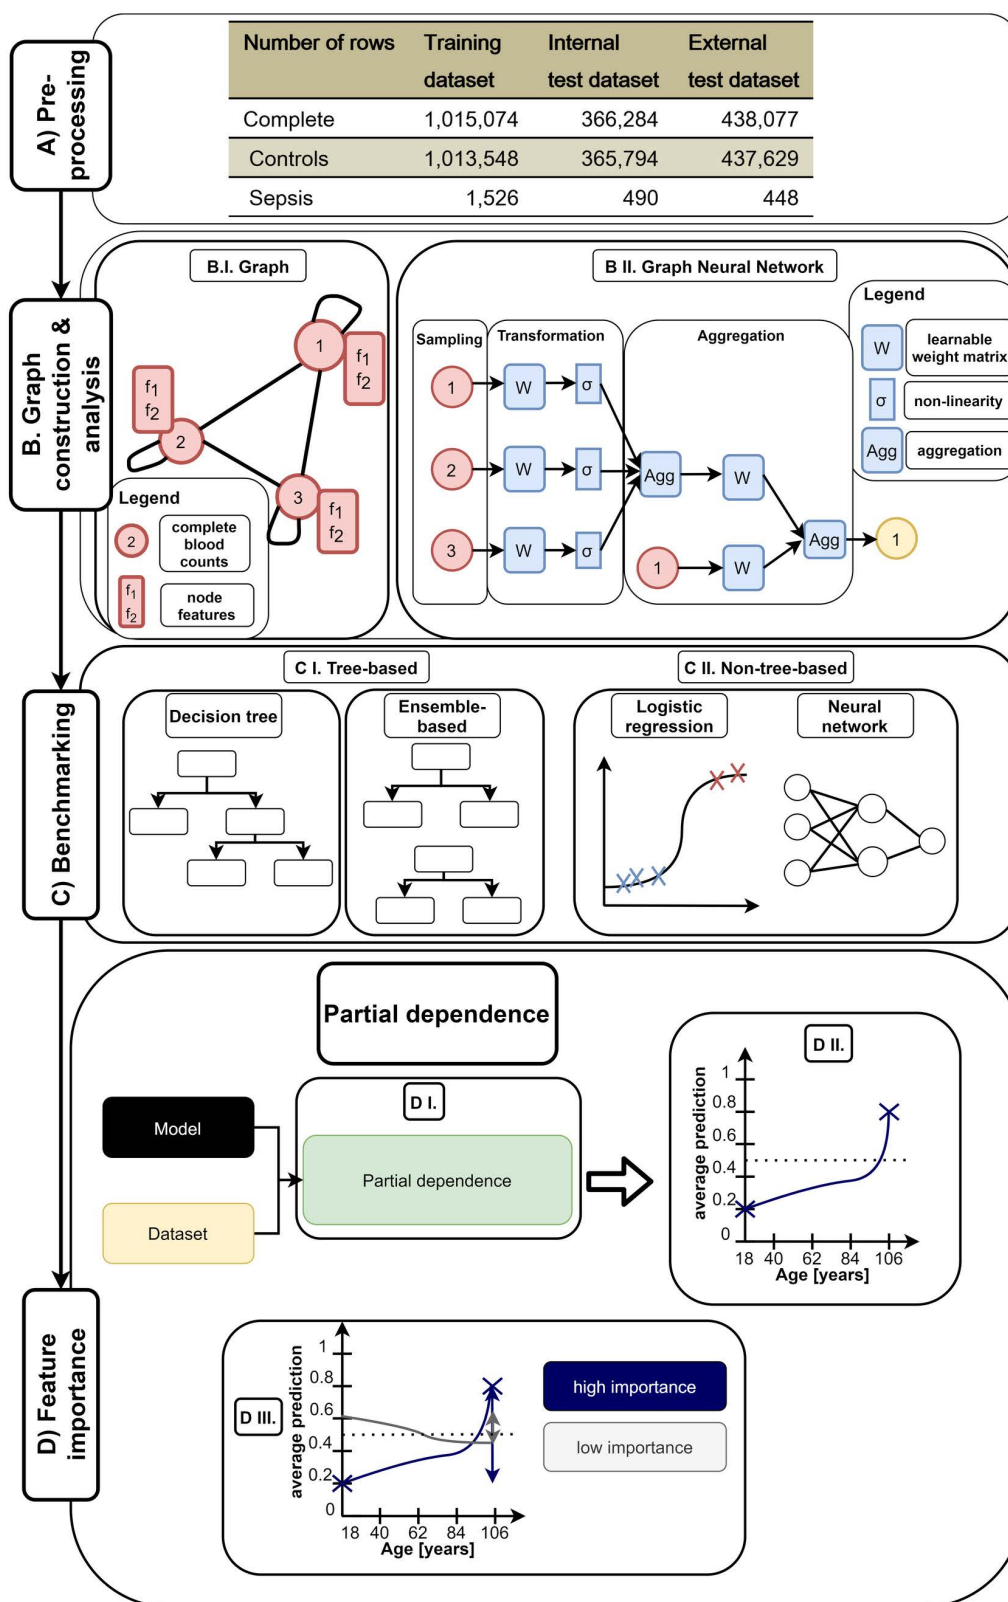 A) Pre-
processing
Number of rows Training Internal External
dataset test dataset test dataset
Complete 1,015,074 366,284 438,077
Controls 1,013,548 365,794 437,629
Sepsis 1,526 490 448
B. Graph
construction &
analysis
B.I. Graph
1
f1
f2
f1
f2
2
3
f1
f2
Legend
2
complete
blood
counts
f1
f2
node
features
B II. Graph Neural Network
Sampling
Transformation
Aggregation
1 W σ
2 W σ Agg W
3 W σ
1 W Agg 1
Legend
W
learnable
weight matrix
σ
non-linearity
Agg
aggregation
C) Benchmarking
C I. Tree-based
Decision tree
Ensemble-
based
C II. Non-tree-based
Logistic
regression
Neural
network
D) Feature
importance
Partial dependence
Model
Dataset
D I.
Partial dependence
D II.
average prediction
1
0.8
0.6
0.4
0.2
0
18 40 62 84 106
Age [years]
D III.
average prediction
1
0.8
0.6
0.4
0.2
0
18 40 62 84 106
Age [years]
high importance
low importance